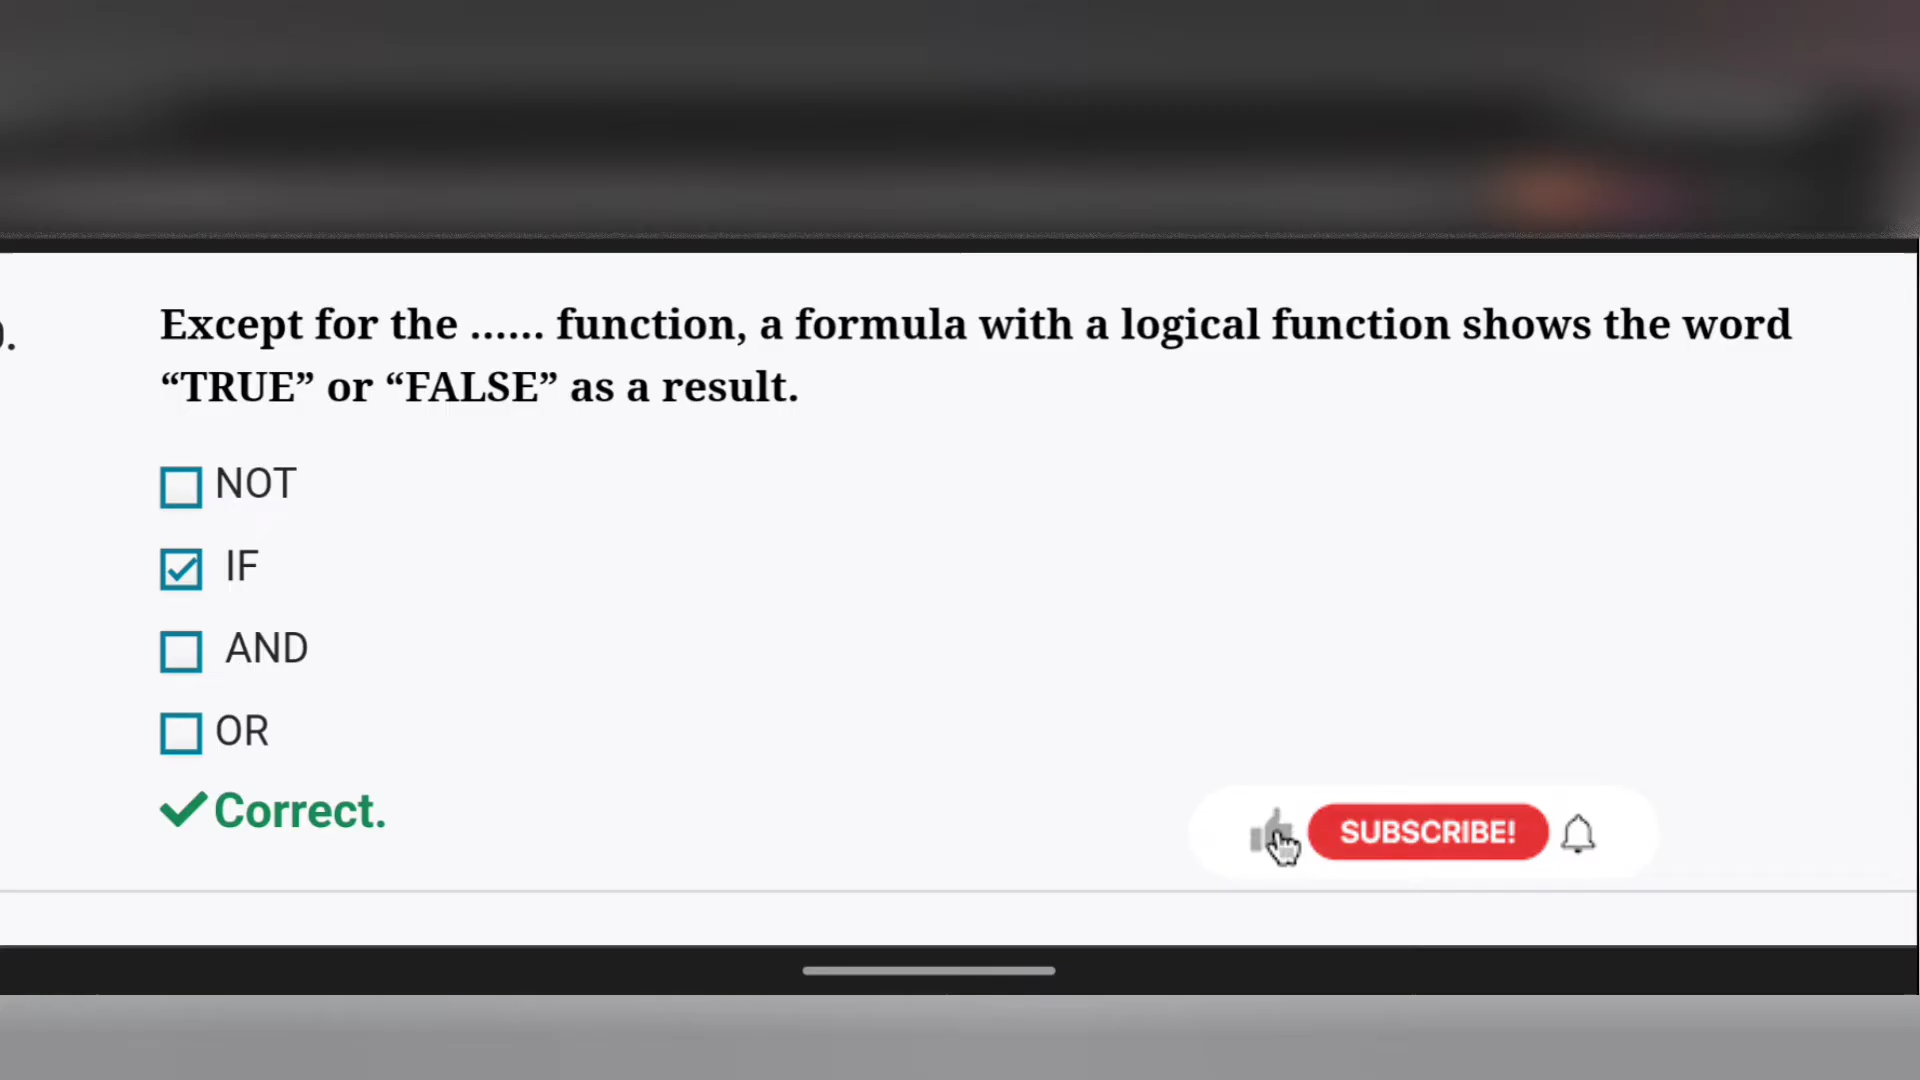 Except for the ...... function, a formula with a logical function shows the word
“TRUE” or “FALSE” as a result.
NOT
IF
AND
OR
Correct.
SUBSCRIBE!